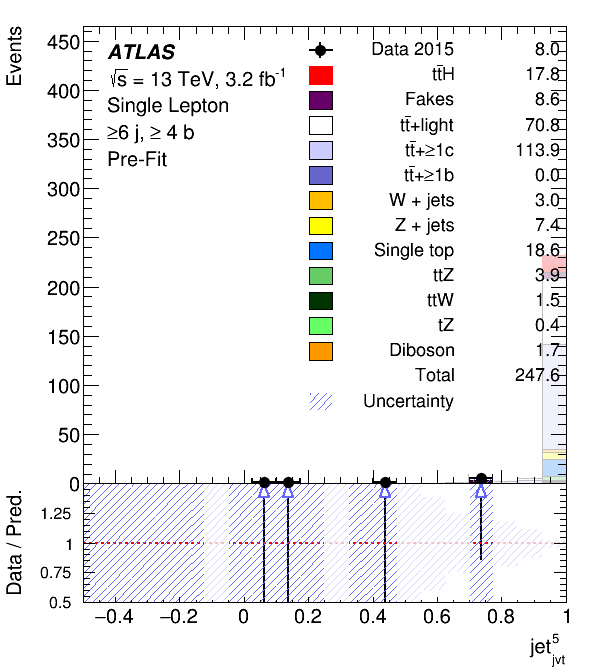 Events
450
400
350
300
250
200
150
100
50
0
ATLAS
√s = 13 TeV, 3.2 fb⁻¹
Single Lepton
≥6 j, ≥ 4 b
Pre-Fit
Data 2015 8.0
tt̄H 17.8
Fakes 8.6
tt̄+light 70.8
tt̄+≥1c 113.9
tt̄+≥1b 0.0
W + jets 3.0
Z + jets 7.4
Single top 18.6
ttZ 3.9
ttW 1.5
tZ 0.4
Diboson 1.7
Total 247.6
Uncertainty
Data / Pred.
1.25
1
0.75
0.5
−0.4 −0.2 0 0.2 0.4 0.6 0.8 1
jet⁵ jvt